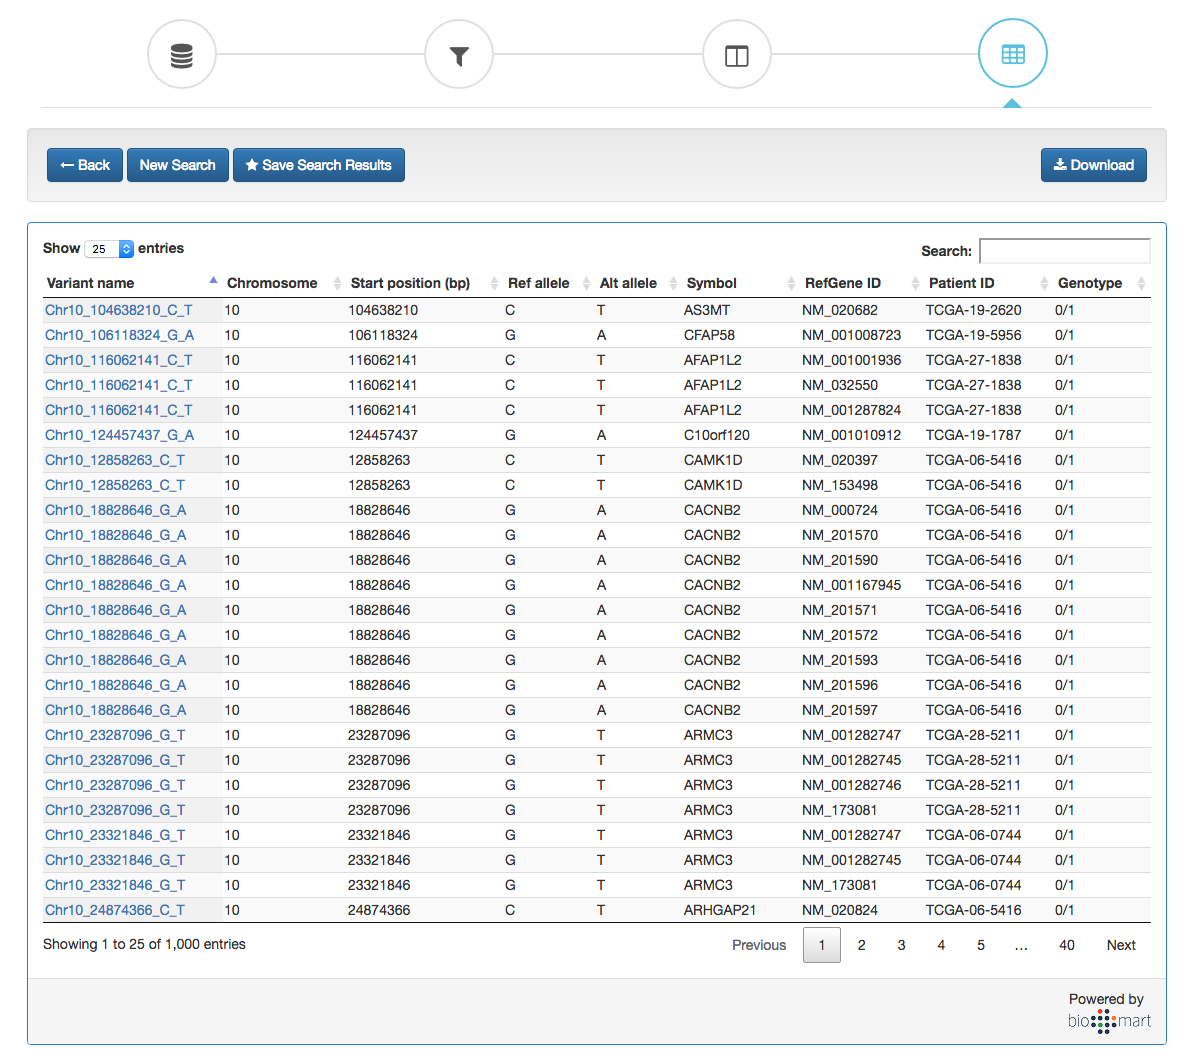 Back New Search Save Search Results Download
Show 25 entries Search:
Variant name Chromosome Start position (bp) Ref allele Alt allele Symbol RefGene ID Patient ID Genotype
Chr10_104638210_C_T 10 104638210 C T AS3MT NM_020682 TCGA-19-2620 0/1
Chr10_106118324_G_A 10 106118324 G A CFAP58 NM_001008723 TCGA-19-5956 0/1
Chr10_116062141_C_T 10 116062141 C T AFAP1L2 NM_001001936 TCGA-27-1838 0/1
Chr10_116062141_C_T 10 116062141 C T AFAP1L2 NM_032550 TCGA-27-1838 0/1
Chr10_116062141_C_T 10 116062141 C T AFAP1L2 NM_001287824 TCGA-27-1838 0/1
Chr10_124457437_G_A 10 124457437 G A C10orf120 NM_001010912 TCGA-19-1787 0/1
Chr10_12858263_C_T 10 12858263 C T CAMK1D NM_020397 TCGA-06-5416 0/1
Chr10_12858263_C_T 10 12858263 C T CAMK1D NM_153498 TCGA-06-5416 0/1
Chr10_18828646_G_A 10 18828646 G A CACNB2 NM_000724 TCGA-06-5416 0/1
Chr10_18828646_G_A 10 18828646 G A CACNB2 NM_201570 TCGA-06-5416 0/1
Chr10_18828646_G_A 10 18828646 G A CACNB2 NM_201590 TCGA-06-5416 0/1
Chr10_18828646_G_A 10 18828646 G A CACNB2 NM_001167945 TCGA-06-5416 0/1
Chr10_18828646_G_A 10 18828646 G A CACNB2 NM_201571 TCGA-06-5416 0/1
Chr10_18828646_G_A 10 18828646 G A CACNB2 NM_201572 TCGA-06-5416 0/1
Chr10_18828646_G_A 10 18828646 G A CACNB2 NM_201593 TCGA-06-5416 0/1
Chr10_18828646_G_A 10 18828646 G A CACNB2 NM_201596 TCGA-06-5416 0/1
Chr10_18828646_G_A 10 18828646 G A CACNB2 NM_201597 TCGA-06-5416 0/1
Chr10_23287096_G_T 10 23287096 G T ARMC3 NM_001282747 TCGA-28-5211 0/1
Chr10_23287096_G_T 10 23287096 G T ARMC3 NM_001282745 TCGA-28-5211 0/1
Chr10_23287096_G_T 10 23287096 G T ARMC3 NM_001282746 TCGA-28-5211 0/1
Chr10_23287096_G_T 10 23287096 G T ARMC3 NM_173081 TCGA-28-5211 0/1
Chr10_23321846_G_T 10 23321846 G T ARMC3 NM_001282747 TCGA-06-0744 0/1
Chr10_23321846_G_T 10 23321846 G T ARMC3 NM_001282745 TCGA-06-0744 0/1
Chr10_23321846_G_T 10 23321846 G T ARMC3 NM_173081 TCGA-06-0744 0/1
Chr10_24874366_C_T 10 24874366 C T ARHGAP21 NM_020824 TCGA-06-5416 0/1
Showing 1 to 25 of 1,000 entries Previous 1 2 3 4 5 ... 40 Next
Powered by
bio mart